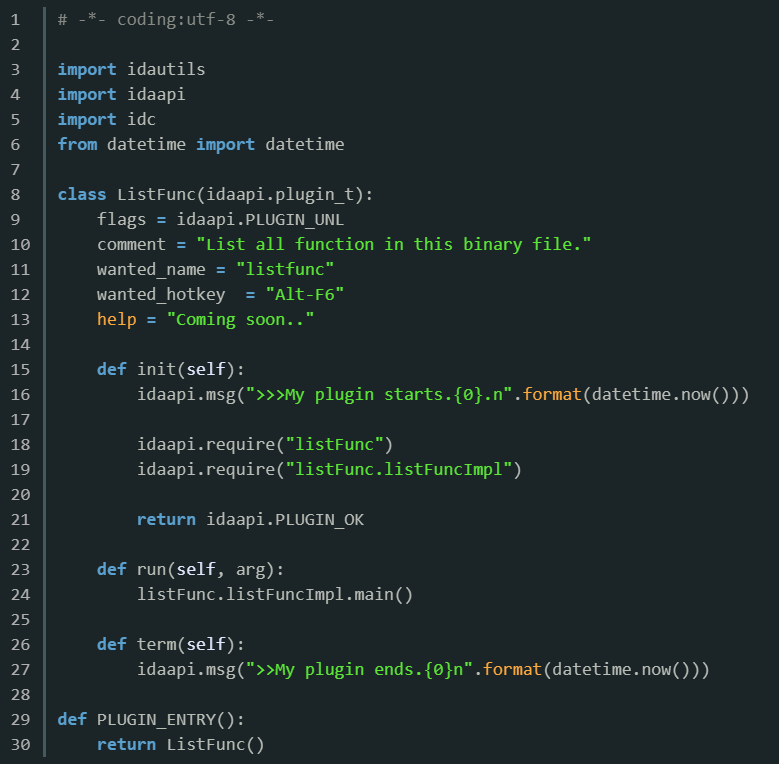 1 # -*- coding:utf-8 -*-
2
3 import idautils
4 import idaapi
5 import idc
6 from datetime import datetime
7
8 class ListFunc(idaapi.plugin_t):
9     flags = idaapi.PLUGIN_UNL
10     comment = "List all function in this binary file."
11     wanted_name = "listfunc"
12     wanted_hotkey  = "Alt-F6"
13     help = "Coming soon.."
14
15     def init(self):
16         idaapi.msg(">>>My plugin starts.{0}.n".format(datetime.now()))
17
18         idaapi.require("listFunc")
19         idaapi.require("listFunc.listFuncImpl")
20
21         return idaapi.PLUGIN_OK
22
23     def run(self, arg):
24         listFunc.listFuncImpl.main()
25
26     def term(self):
27         idaapi.msg(">>My plugin ends.{0}n".format(datetime.now()))
28
29 def PLUGIN_ENTRY():
30     return ListFunc()